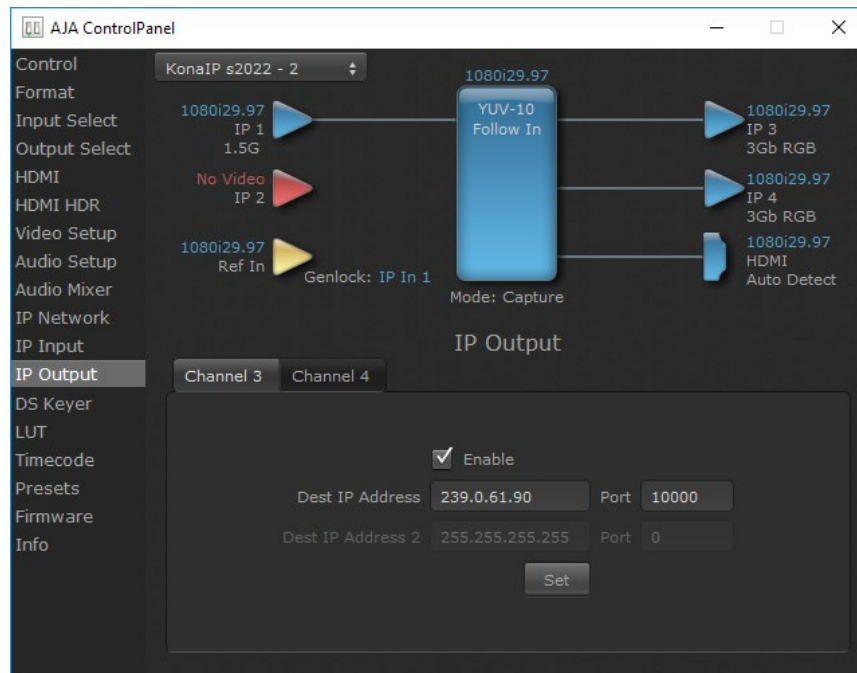 AJA ControlPanel
Control
Format
Input Select
Output Select
HDMI
HDMI HDR
Video Setup
Audio Setup
Audio Mixer
IP Network
IP Input
IP Output
DS Keyer
LUT
Timecode
Presets
Firmware
Info
KonaIP s2022 - 2
1080i29.97
IP 1
1.5G
No Video
IP 2
1080i29.97
Ref In
Genlock: IP In 1
1080i29.97
YUV-10
Follow In
Mode: Capture
1080i29.97
IP 3
3Gb RGB
1080i29.97
IP 4
3Gb RGB
1080i29.97
HDMI
Auto Detect
IP Output
Channel 3 Channel 4
Enable
Dest IP Address 239.0.61.90 Port 10000
Dest IP Address 2 255.255.255.255 Port 0
Set